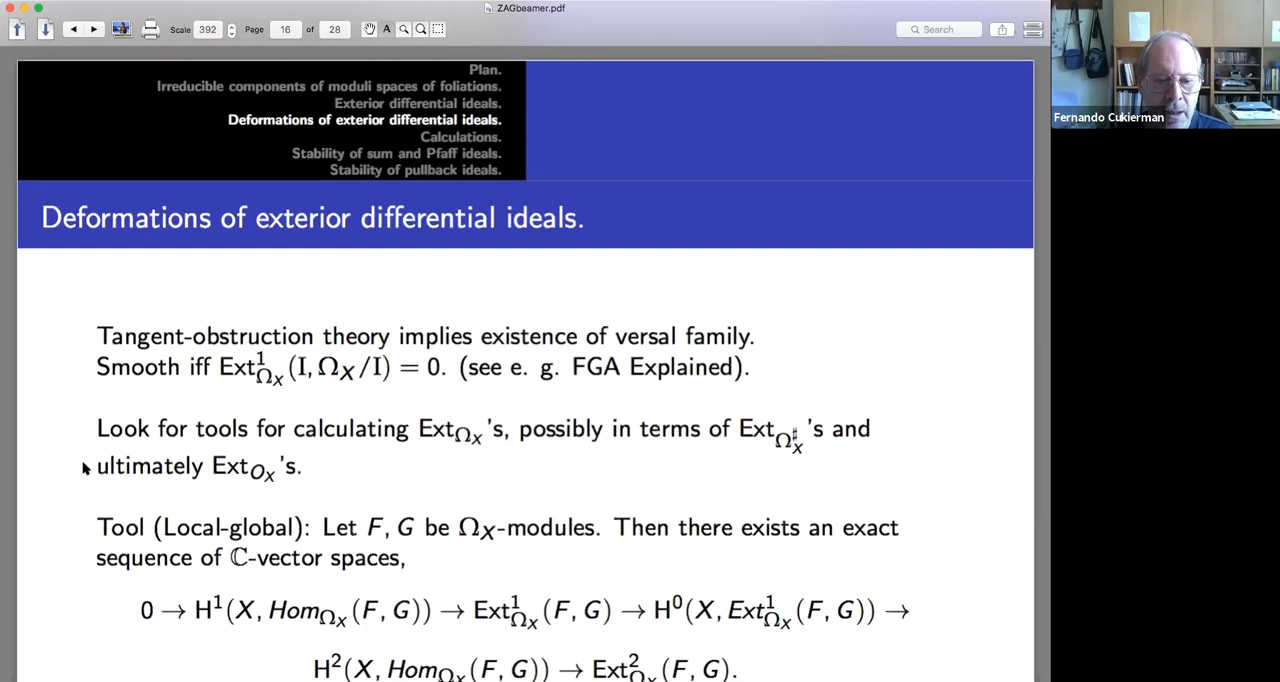 ZAGbeamer.pdf
Scale 392 Page 16 of 28 A Search
Plan.
Irreducible components of moduli spaces of foliations.
Exterior differential ideals.
Deformations of exterior differential ideals.
Calculations.
Stability of sum and Pfaff ideals.
Stability of pullback ideals.
Fernando Cukierman
Deformations of exterior differential ideals.
Tangent-obstruction theory implies existence of versal family.
Smooth iff Ext¹_{Ω_X}(I, Ω_X/I) = 0. (see e. g. FGA Explained).
Look for tools for calculating Ext_{Ω_X}'s, possibly in terms of Ext_{Ω_X^♯}'s and
ultimately Ext_{O_X}'s.
Tool (Local-global): Let F, G be Ω_X-modules. Then there exists an exact
sequence of ℂ-vector spaces,
0 → H¹(X, Hom_{Ω_X}(F, G)) → Ext¹_{Ω_X}(F, G) → H⁰(X, Ext¹_{Ω_X}(F, G)) →
H²(X, Hom_{Ω_X}(F, G)) → Ext²_{Ω_X}(F, G).